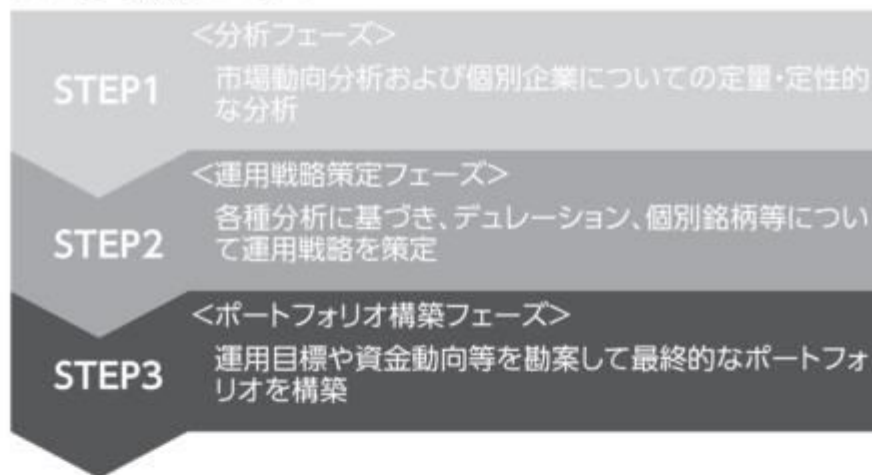 <分析フェーズ>
STEP1
市場動向分析および個別企業についての定量・定性的
な分析
<運用戦略策定フェーズ>
STEP2
各種分析に基づき、デュレーション、個別銘柄等につい
て運用戦略を策定
<ポートフォリオ構築フェーズ>
STEP3
運用目標や資金動向等を勘案して最終的なポートフォ
リオを構築